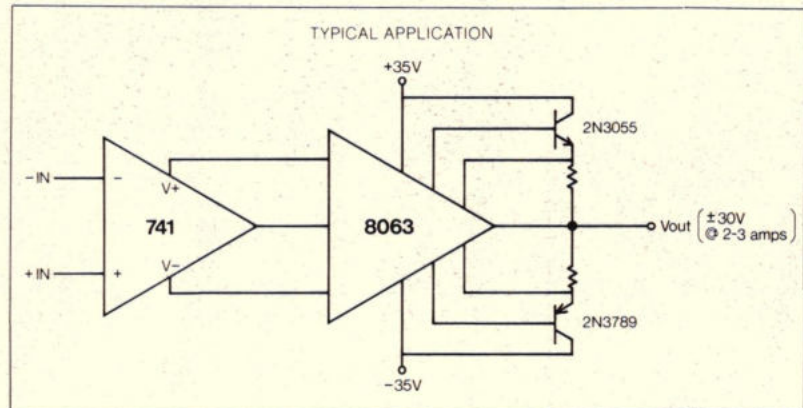 TYPICAL APPLICATION
+35V
2N3055
−IN
−
V+
741
8063
Vout ( ±30V
@ 2-3 amps )
V−
+IN
+
2N3789
−35V